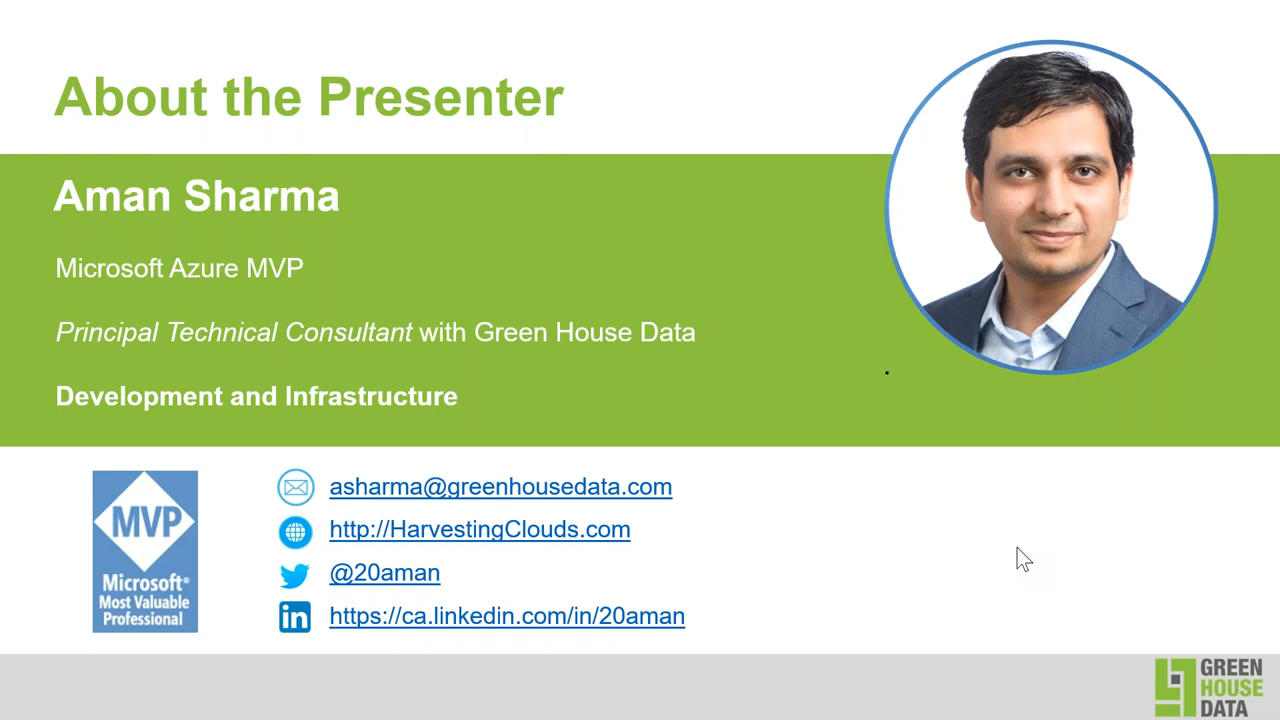 About the Presenter
Aman Sharma
Microsoft Azure MVP
Principal Technical Consultant with Green House Data
Development and Infrastructure
MVP
Microsoft®
Most Valuable
Professional
asharma@greenhousedata.com
http://HarvestingClouds.com
@20aman
in
https://ca.linkedin.com/in/20aman
GREEN
HOUSE
DATA